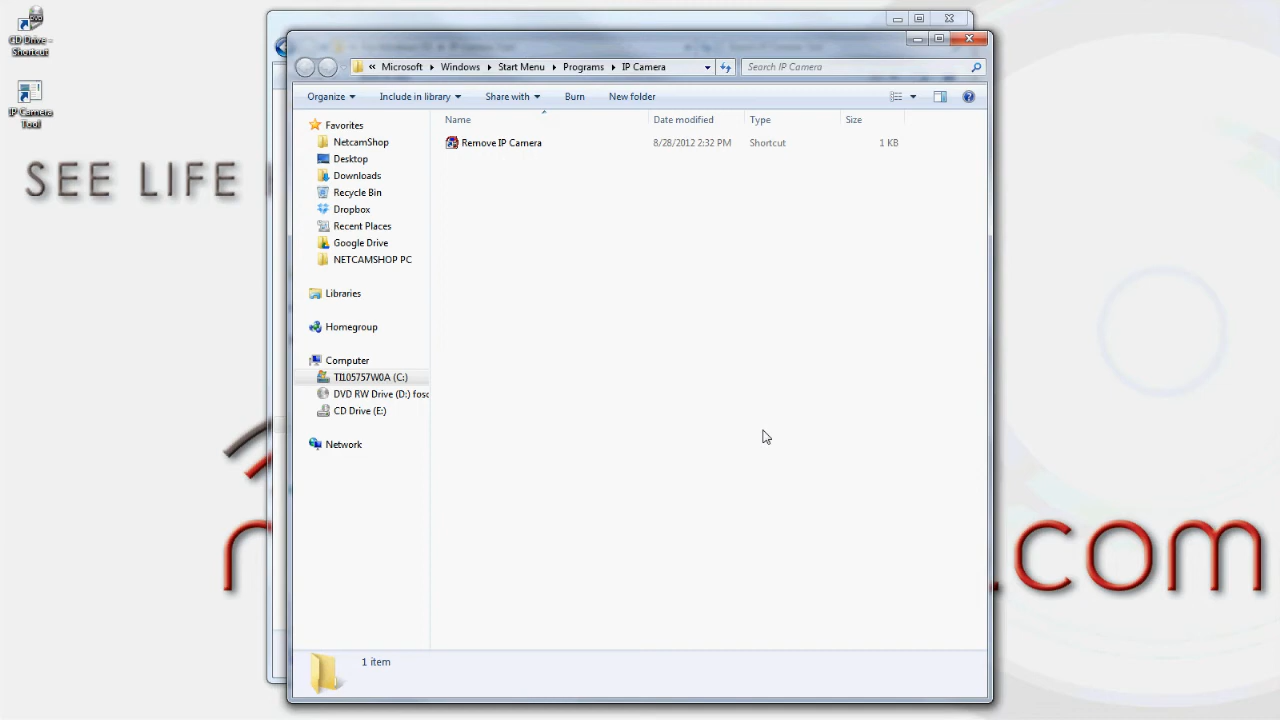 CD Drive -
Shortcut
IP Camera
Tool
SEE LIFE
.com
« Microsoft Windows Start Menu Programs IP Camera
Search IP Camera
Organize Include in library Share with Burn New folder
Name Date modified Type Size
Remove IP Camera 8/28/2012 2:32 PM Shortcut 1 KB
Favorites
NetcamShop
Desktop
Downloads
Recycle Bin
Dropbox
Recent Places
Google Drive
NETCAMSHOP PC
Libraries
Homegroup
Computer
TI105757W0A (C:)
DVD RW Drive (D:) fosc
CD Drive (E:)
Network
1 item